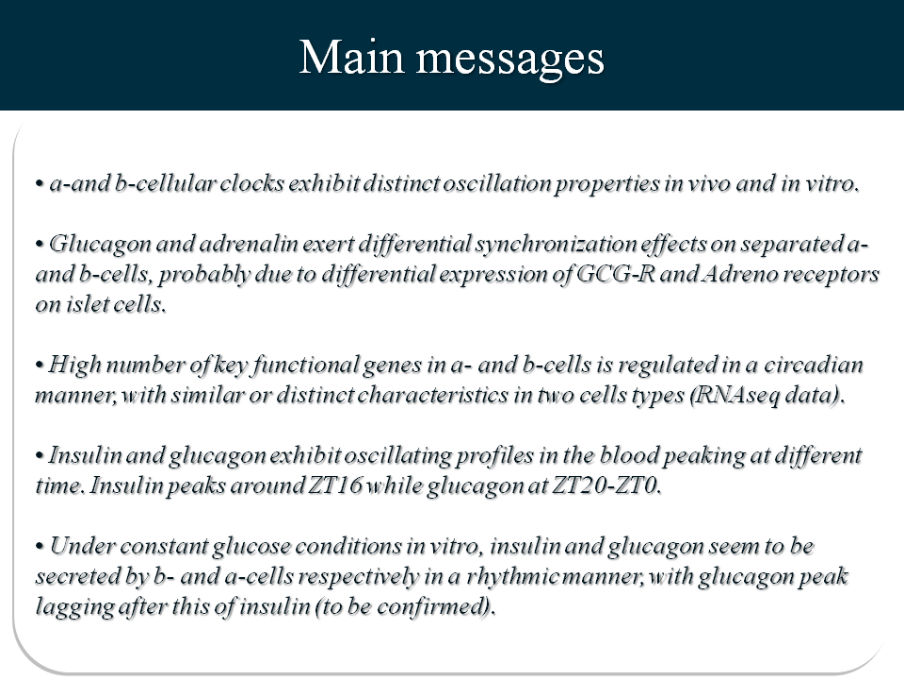 Main messages
• a-and b-cellular clocks exhibit distinct oscillation properties in vivo and in vitro.
• Glucagon and adrenalin exert differential synchronization effects on separated a-
and b-cells, probably due to differential expression of GCG-R and Adreno receptors
on islet cells.
• High number of key functional genes in a- and b-cells is regulated in a circadian
manner, with similar or distinct characteristics in two cells types (RNAseq data).
• Insulin and glucagon exhibit oscillating profiles in the blood peaking at different
time. Insulin peaks around ZT16 while glucagon at ZT20-ZT0.
• Under constant glucose conditions in vitro, insulin and glucagon seem to be
secreted by b- and a-cells respectively in a rhythmic manner, with glucagon peak
lagging after this of insulin (to be confirmed).